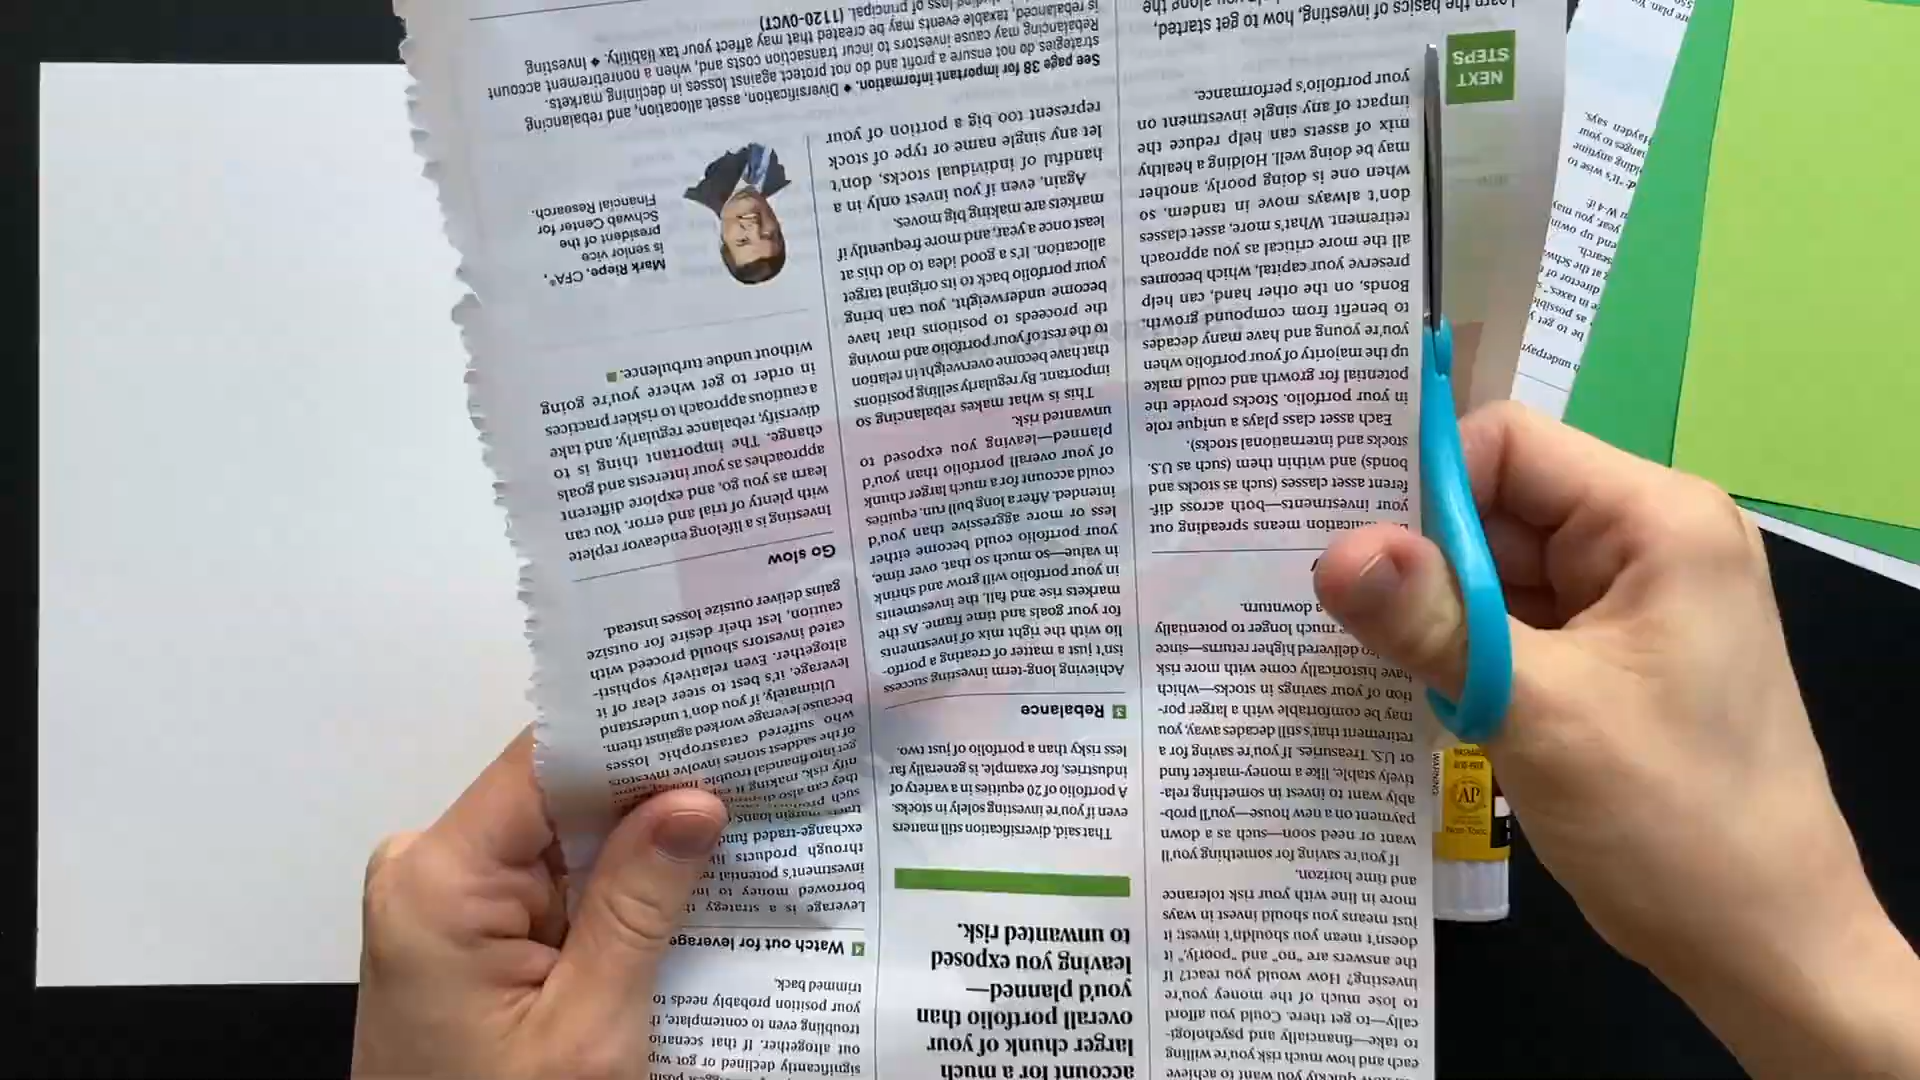 quickly you want to achieve
each and how much risk you're willing
to take—financially and psychologi-
cally—to get there. Could you afford
to lose much of the money you're
investing? How would you react? If
the answers are “no” and “poorly,” it
doesn't mean you shouldn't invest; it
just means you should invest in ways
more in line with your risk tolerance
and time horizon.
If you're saving for something you'll
want or need soon—such as a down
payment on a new house—you'll prob-
ably want to invest in something rela-
tively stable, like a money-market fund
or U.S. Treasuries. If you're saving for a
retirement that's still decades away, you
may be comfortable with a larger por-
tion of your savings in stocks—which
have historically come with more risk
delivered higher returns—since
much longer to potentially
a downturn.
means spreading out
your investments—both across dif-
ferent asset classes (such as stocks and
bonds) and within them (such as U.S.
stocks and international stocks).
Each asset class plays a unique role
in your portfolio. Stocks provide the
potential for growth and could make
up the majority of your portfolio when
you're young and have many decades
to benefit from compound growth.
Bonds, on the other hand, can help
preserve your capital, which becomes
all the more critical as you approach
retirement. What's more, asset classes
don't always move in tandem, so
when one is doing poorly, another
may be doing well. Holding a healthy
mix of assets can help reduce the
impact of any single investment on
your portfolio's performance.
NEXT
STEPS
the basics of investing, how to get started,
account for a much
larger chunk of your
overall portfolio than
you'd planned—
leaving you exposed
to unwanted risk.
That said, diversification still matters
even if you're investing solely in stocks.
A portfolio of 20 equities in a variety of
industries, for example, is generally far
less risky than a portfolio of just two.
3 Rebalance
Achieving long-term investing success
isn't just a matter of creating a portfo-
lio with the right mix of investments
for your goals and time frame. As the
markets rise and fall, the investments
in your portfolio will grow and shrink
in value—so much so that, over time,
your portfolio could become either
less or more aggressive than you'd
intended. After a long bull run, equities
could account for a much larger chunk
of your overall portfolio than you'd
planned—leaving you exposed to
unwanted risk.
This is what makes rebalancing so
important. By regularly selling positions
that have become overweight in relation
to the rest of your portfolio and moving
the proceeds to positions that have
become underweight, you can bring
your portfolio back to its original target
allocation. It's a good idea to do this at
least once a year, and more frequently if
markets are making big moves.
Again, even if you invest only in a
handful of individual stocks, don't
let any single name or type of stock
represent too big a portion of your
significantly declined or got wip
out altogether. If that scenario
troubling even to contemplate, th
your position probably needs to
trimmed back.
4 Watch out for leverage
Leverage is a strategy th
borrowed money to
investment's potential re
through products li
exchange-traded fund
margin loans,
such
they can also
nify risk, making it
get into financial trouble.
of the saddest stories involve investors
who suffered catastrophic losses
because leverage worked against them.
Ultimately, if you don't understand
leverage, it's best to steer clear of it
altogether. Even relatively sophisti-
cated investors should proceed with
caution, lest their desire for outsize
gains deliver outsize losses instead.
Go slow
Investing is a lifelong endeavor replete
with plenty of trial and error. You can
learn as you go, and explore different
approaches as your interests and goals
change. The important thing is to
diversify, rebalance regularly, and take
a cautious approach to riskier practices
in order to get where you're going
without undue turbulence.
Mark Riepe, CFA®,
is senior vice
president of the
Schwab Center for
Financial Research.
See page 38 for important information. ◆ Diversification, asset allocation, and rebalancing
strategies do not ensure a profit and do not protect against losses in declining markets.
Rebalancing may cause investors to incur transaction costs and, when a nonretirement account
is rebalanced, taxable events may be created that may affect your tax liability. ◆ Investing
loss of principal. (1120-0VCT)
AP
WARNING